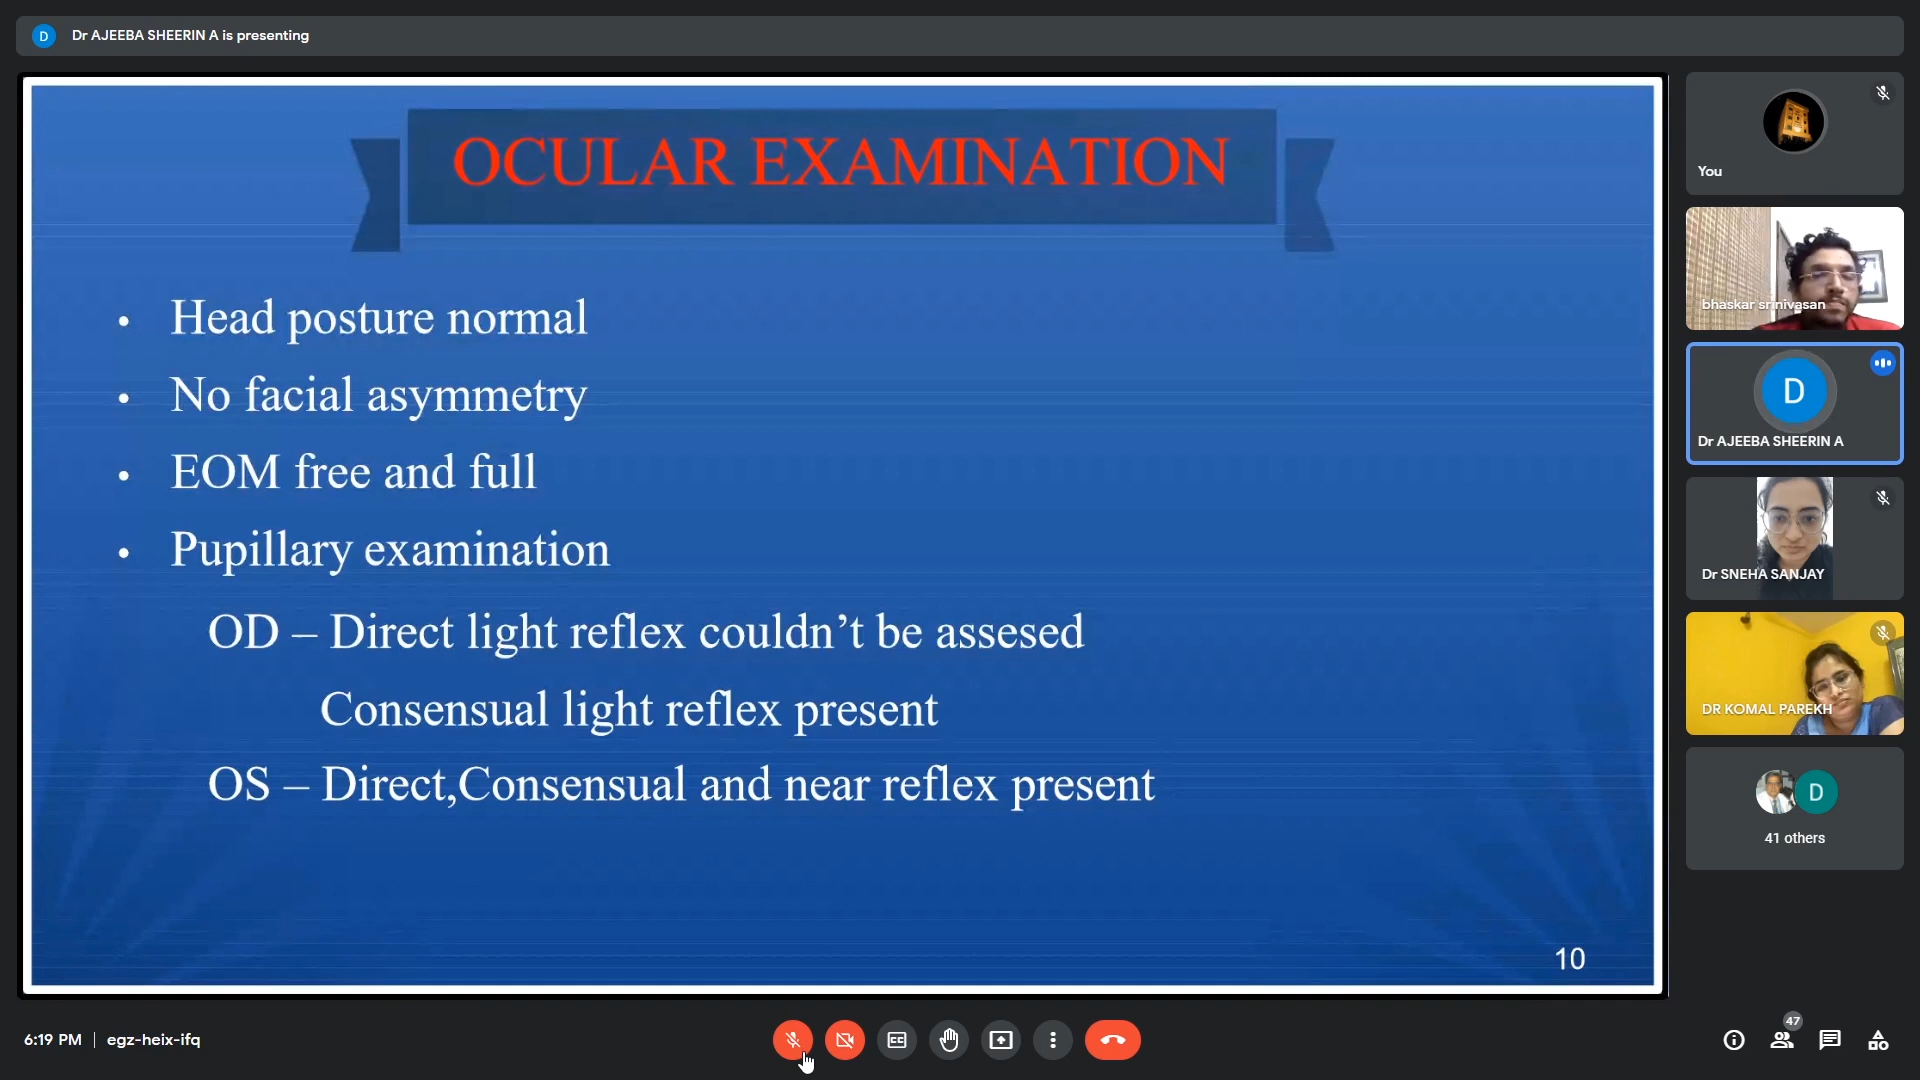 D Dr AJEEBA SHEERIN A is presenting
OCULAR EXAMINATION
• Head posture normal
• No facial asymmetry
• EOM free and full
• Pupillary examination
OD – Direct light reflex couldn’t be assesed
Consensual light reflex present
OS – Direct,Consensual and near reflex present
10
You
bhaskar srinivasan
D
Dr AJEEBA SHEERIN A
Dr SNEHA SANJAY
DR KOMAL PAREKH
D
41 others
6:19 PM | egz-heix-ifq
CC
47